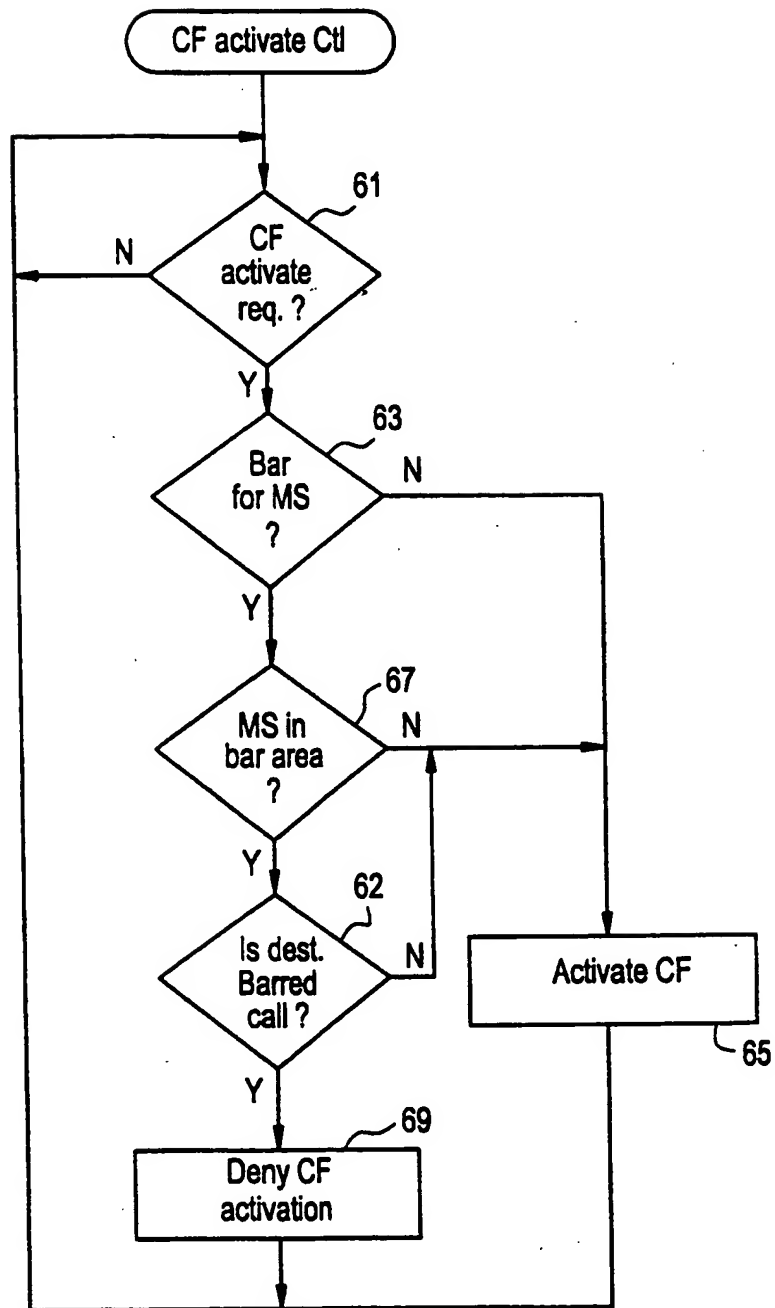 CF activate Ctl
61
CF
activate
req. ?
N
Y
63
Bar
for MS
?
N
Y
67
MS in
bar area
?
N
Y
62
Is dest.
Barred
call ?
N
Y
Activate CF
65
69
Deny CF
activation